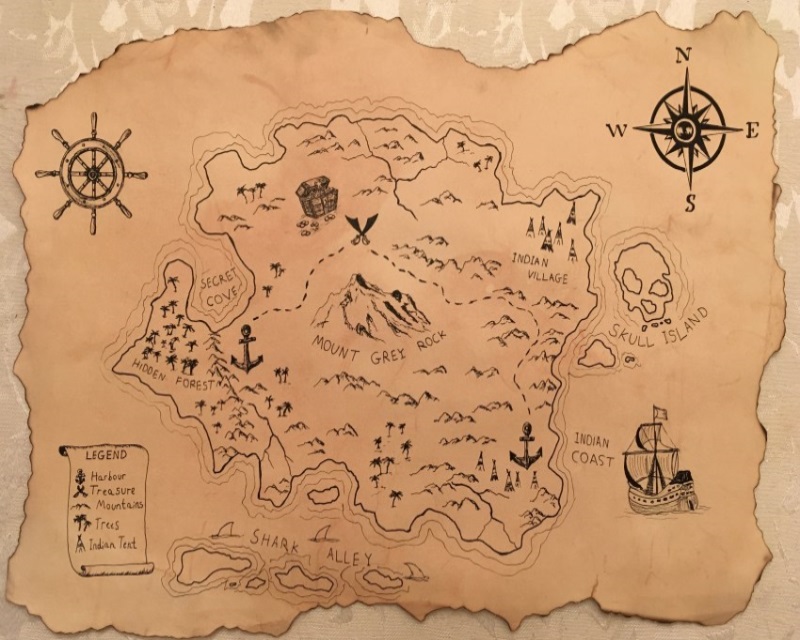 N
W E
S
SECRET
COVE
INDIAN
VILLAGE
SKULL ISLAND
MOUNT GREY ROCK
HIDDEN FOREST
INDIAN
COAST
LEGEND
Harbour
Treasure
Mountains
Trees
Indian Tent
SHARK ALLEY